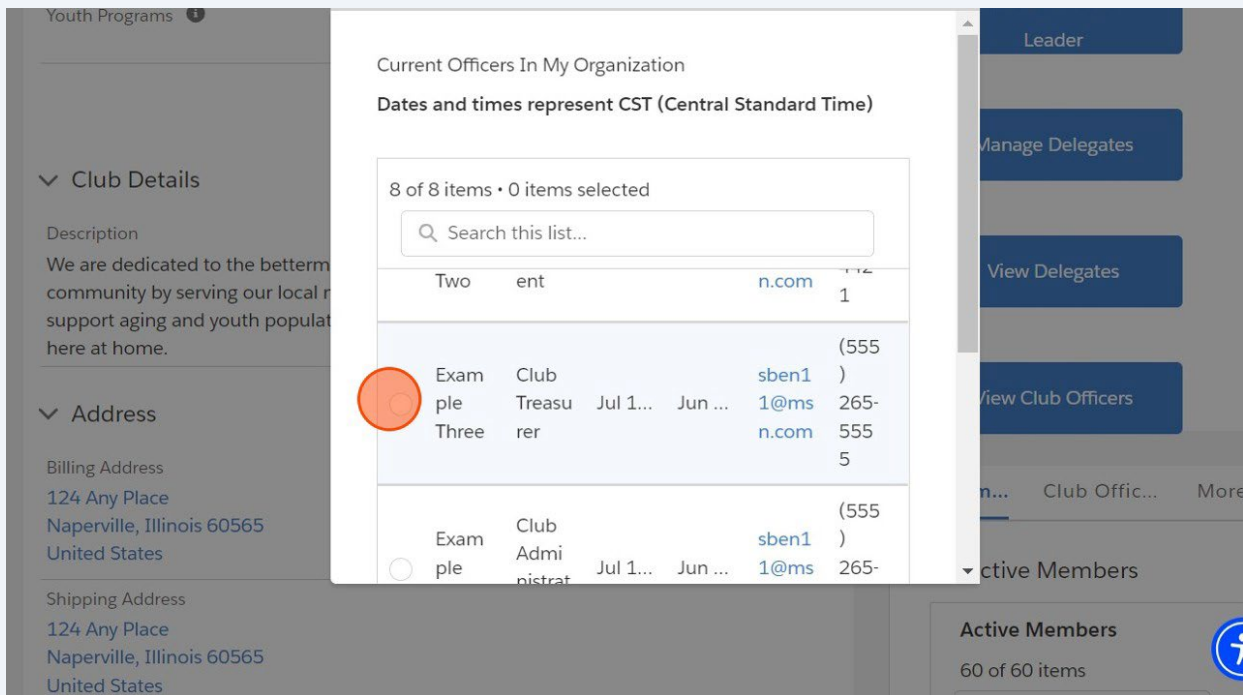 Youth Programs
Club Details
Description
We are dedicated to the betterm
community by serving our local r
support aging and youth populat
here at home.
Address
Billing Address
124 Any Place
Naperville, Illinois 60565
United States
Shipping Address
124 Any Place
Naperville, Illinois 60565
United States
Current Officers In My Organization
Dates and times represent CST (Central Standard Time)
8 of 8 items • 0 items selected
Search this list...
Two ent n.com
1
(555
Exam Club sben1 )
ple Treasu Jul 1... Jun ... 1@ms 265-
Three rer n.com 555
5
(555
Exam Club sben1 )
ple Admi Jul 1... Jun ... 1@ms 265-
nistrat
Leader
Manage Delegates
View Delegates
View Club Officers
m... Club Offic... More
ctive Members
Active Members
60 of 60 items